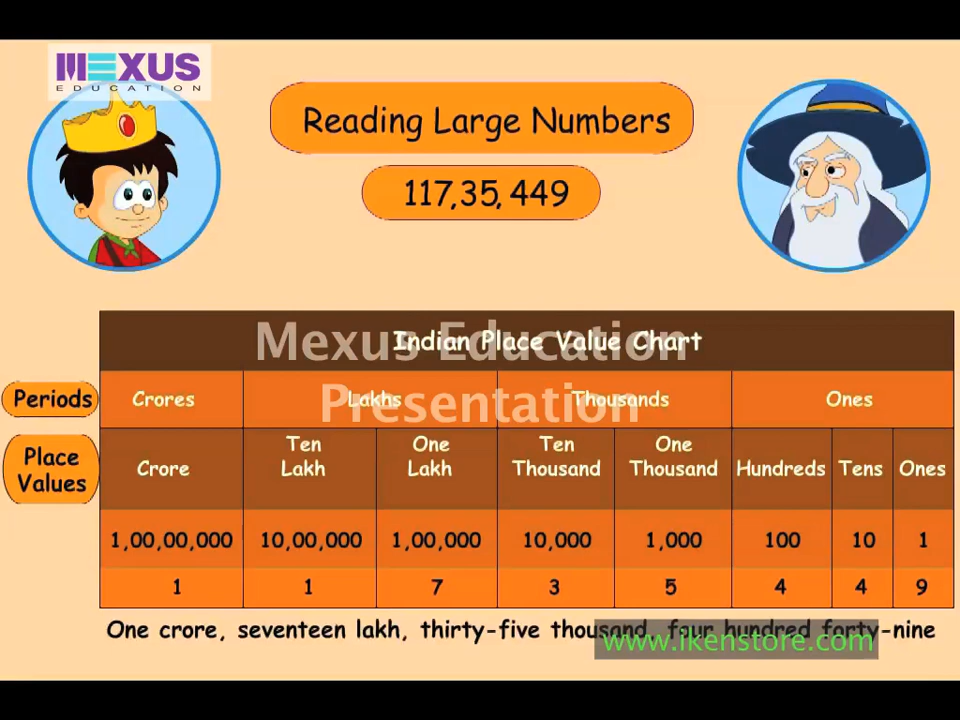 MEXUS
EDUCATION
Reading Large Numbers
117,35,449
Mexus Education
Presentation
Indian Place Value Chart
Periods Crores Lakhs Thousands Ones
Place Values Crore Ten Lakh One Lakh Ten Thousand One Thousand Hundreds Tens Ones
1,00,00,000 10,00,000 1,00,000 10,000 1,000 100 10 1
1 1 7 3 5 4 4 9
One crore, seventeen lakh, thirty-five thousand, four hundred forty-nine
www.ikenstore.com